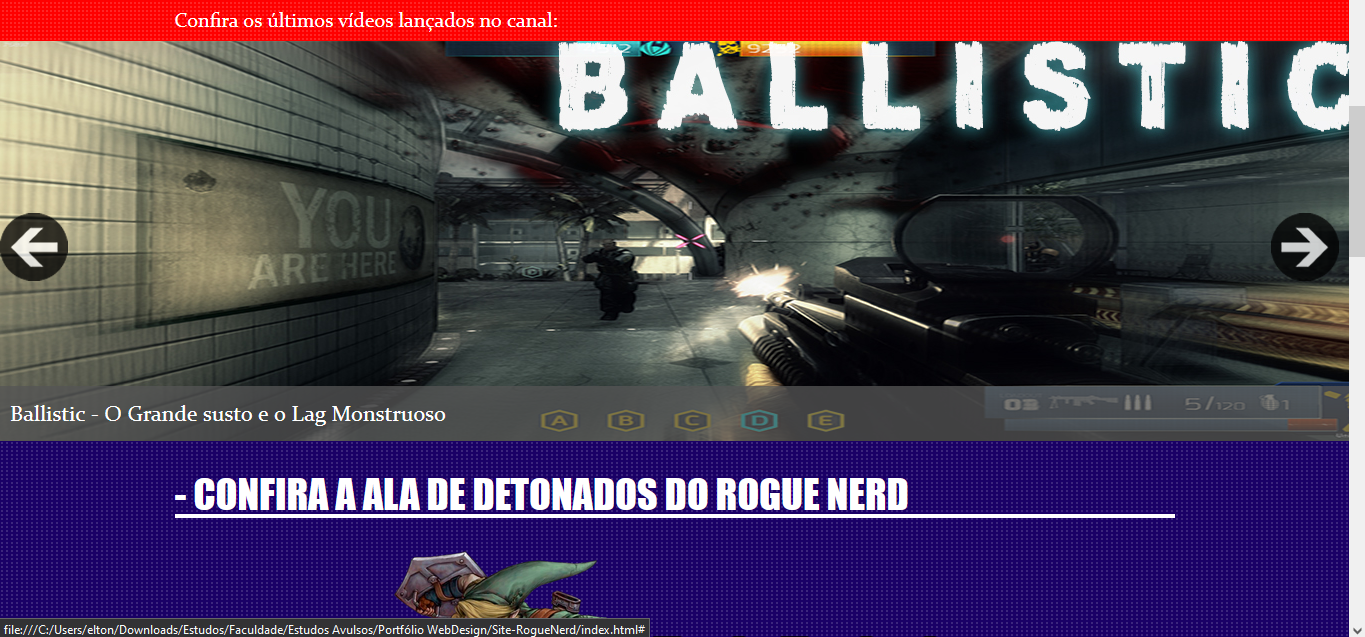 Confira os últimos vídeos lançados no canal:
BALLISTIC
YOU
ARE HERE
Ballistic - O Grande susto e o Lag Monstruoso
A B C D E
5/120
1
- CONFIRA A ALA DE DETONADOS DO ROGUE NERD
file:///C:/Users/elton/Downloads/Estudos/Faculdade/Estudos Avulsos/Portfólio WebDesign/Site-RogueNerd/index.html#